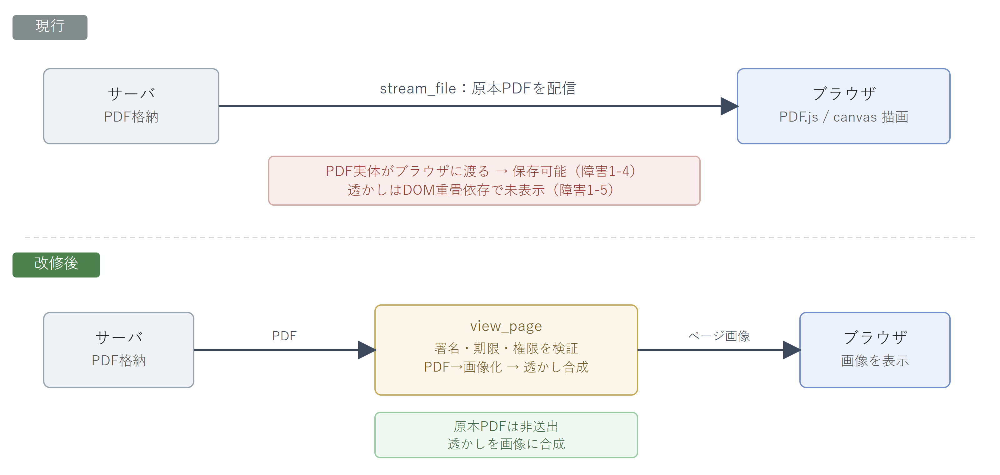 現行
サーバ
PDF格納
stream_file：原本PDFを配信
ブラウザ
PDF.js / canvas 描画
PDF実体がブラウザに渡る → 保存可能（障害1-4）
透かしはDOM重畳依存で未表示（障害1-5）
改修後
サーバ
PDF格納
PDF
view_page
署名・期限・権限を検証
PDF→画像化 → 透かし合成
ページ画像
ブラウザ
画像を表示
原本PDFは非送出
透かしを画像に合成